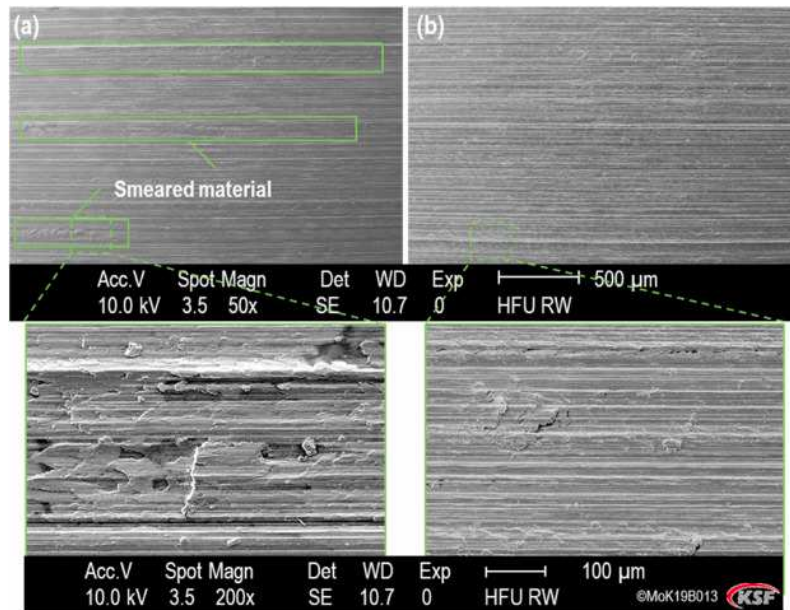 (a)
(b)
Smeared material
Acc.V Spot Magn Det WD Exp 500 µm
10.0 kV 3.5 50x SE 10.7 0 HFU RW
Acc.V Spot Magn Det WD Exp 100 µm
10.0 kV 3.5 200x SE 10.7 0 HFU RW
©MoK19B013 KSF